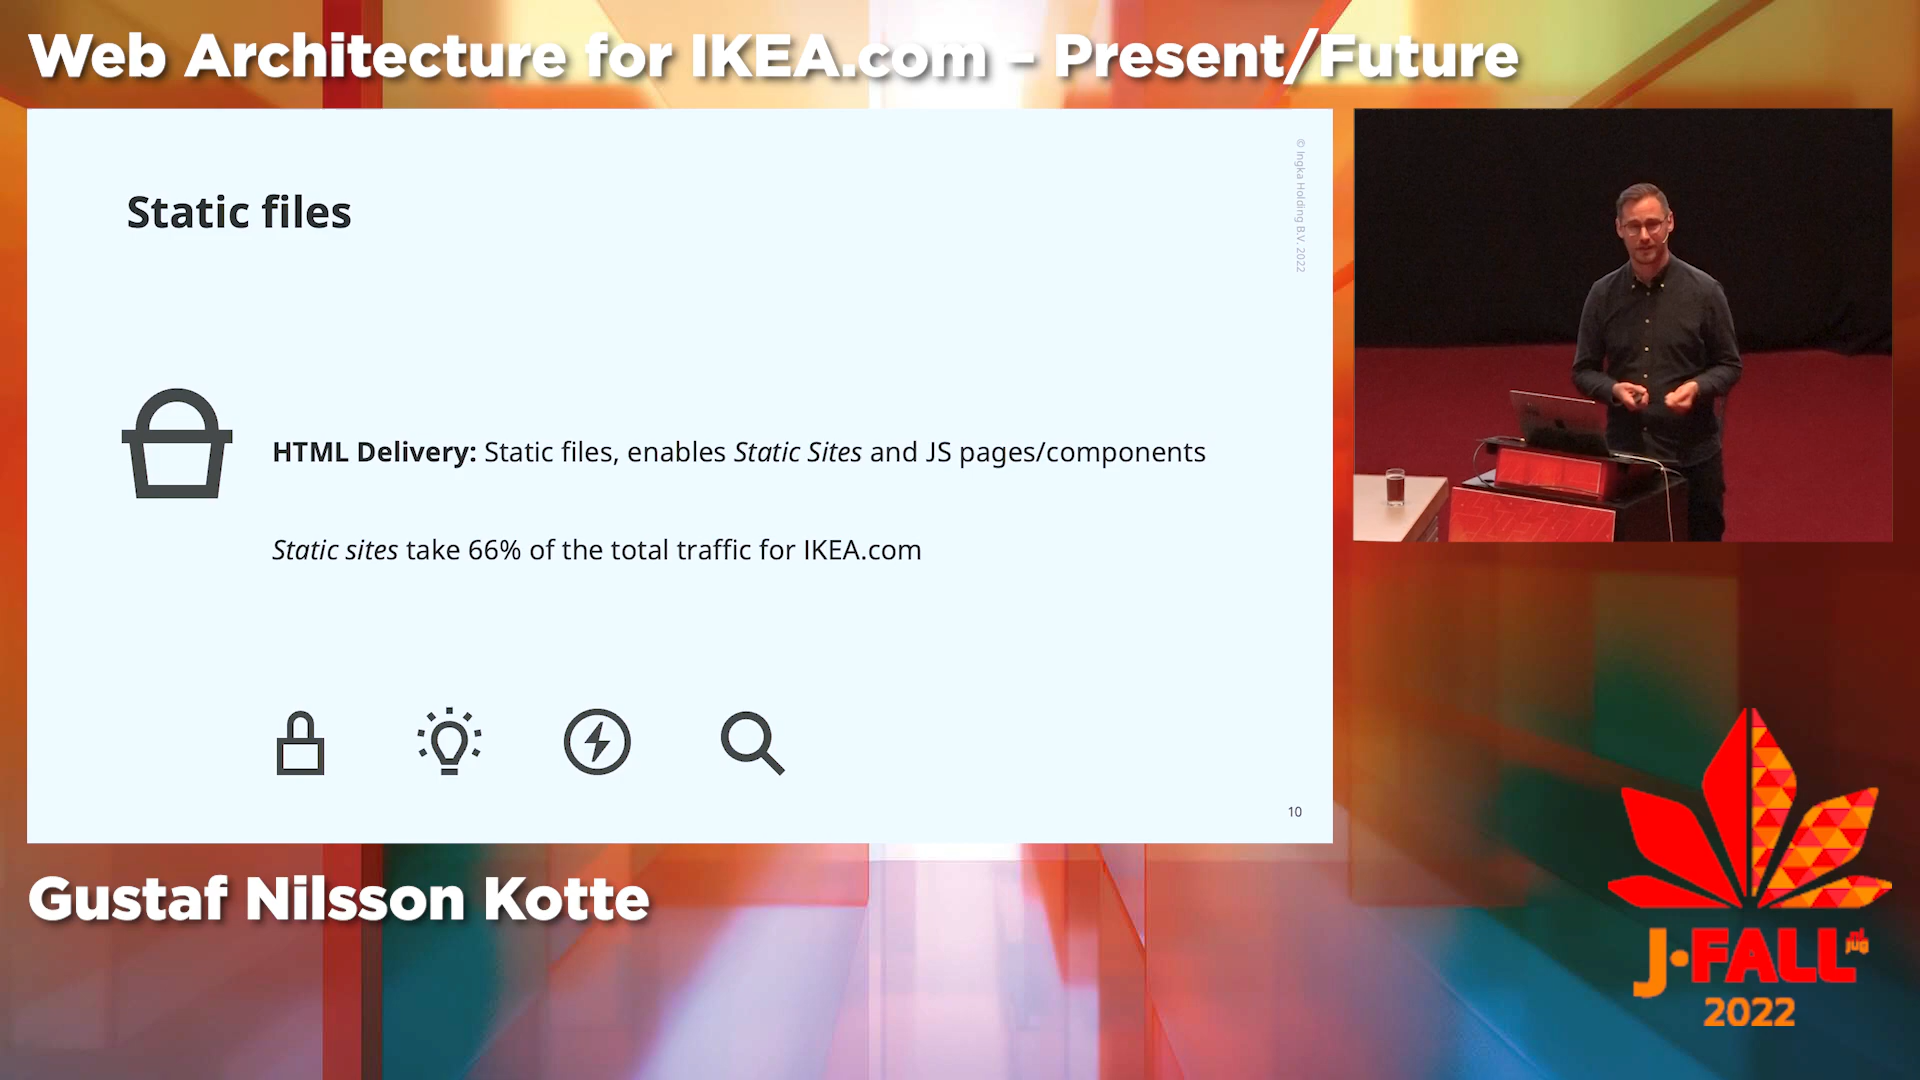 Web Architecture for IKEA.com – Present/Future
© Ingka Holding B.V. 2022
Static files
HTML Delivery: Static files, enables Static Sites and JS pages/components
Static sites take 66% of the total traffic for IKEA.com
10
Gustaf Nilsson Kotte
J•FALL
nl
jug
2022